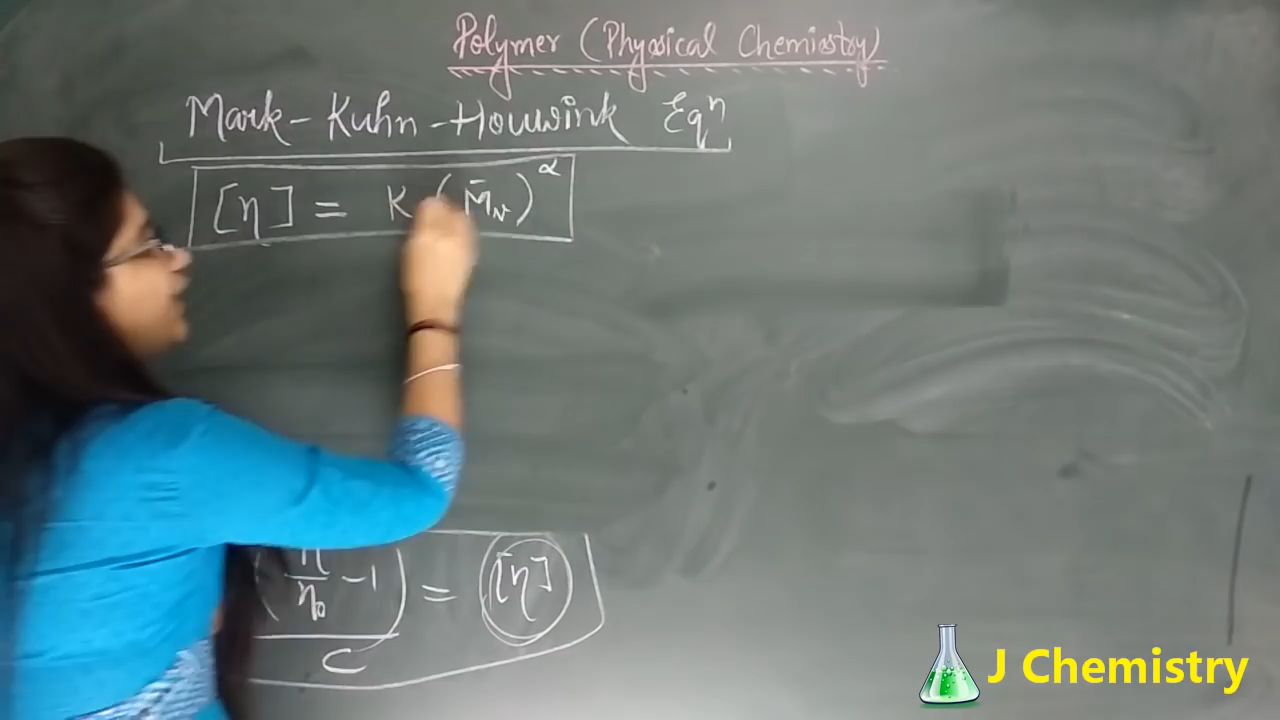 Polymer (Physical Chemistry)
Mark-Kuhn-Houwink Eqⁿ
[η] = K (M̄v)^α
(η/η₀ - 1)/C = [η]
J Chemistry